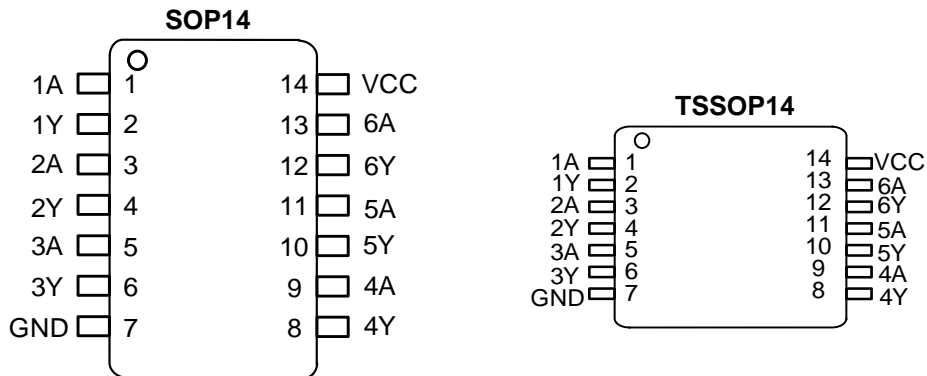 SOP14
1A 1 14 VCC
1Y 2 13 6A
2A 3 12 6Y
2Y 4 11 5A
3A 5 10 5Y
3Y 6 9 4A
GND 7 8 4Y
TSSOP14
1A 1 14 VCC
1Y 2 13 6A
2A 3 12 6Y
2Y 4 11 5A
3A 5 10 5Y
3Y 6 9 4A
GND 7 8 4Y